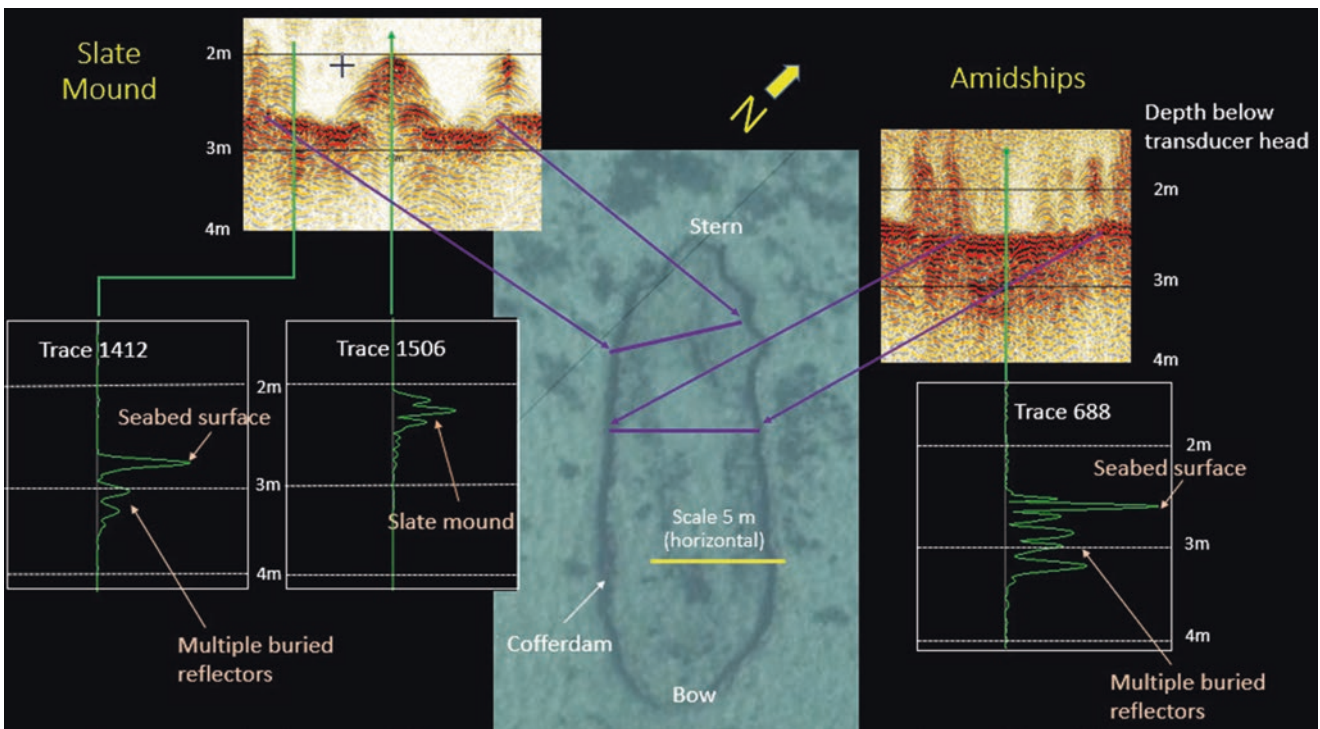 Slate
Mound
2m
3m
4m
N
Amidships
Depth below
transducer head
2m
3m
4m
Stern
Trace 1412
Seabed surface
Multiple buried
reflectors
2m
3m
4m
Trace 1506
Slate mound
Scale 5 m
(horizontal)
Cofferdam
Bow
Trace 688
2m
Seabed surface
3m
4m
Multiple buried
reflectors